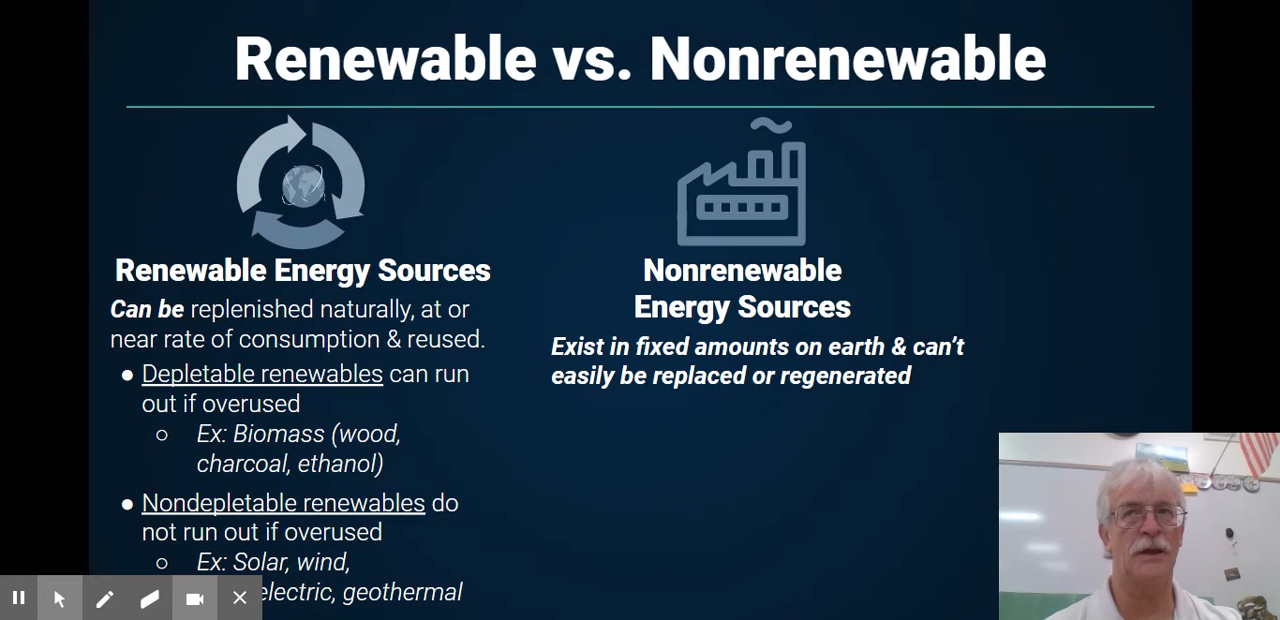 Renewable vs. Nonrenewable
Renewable Energy Sources
Can be replenished naturally, at or
near rate of consumption & reused.
● Depletable renewables can run
out if overused
○ Ex: Biomass (wood,
charcoal, ethanol)
● Nondepletable renewables do
not run out if overused
○ Ex: Solar, wind,
electric, geothermal
Nonrenewable
Energy Sources
Exist in fixed amounts on earth & can't
easily be replaced or regenerated